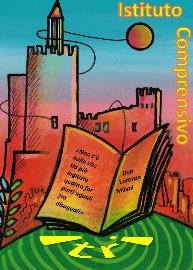 Istituto
Comprensivo
«Non c'è
nulla che
sia più
ingiusto
quanto far
parti uguali
fra
disuguali»
Don
Lorenzo
Milani